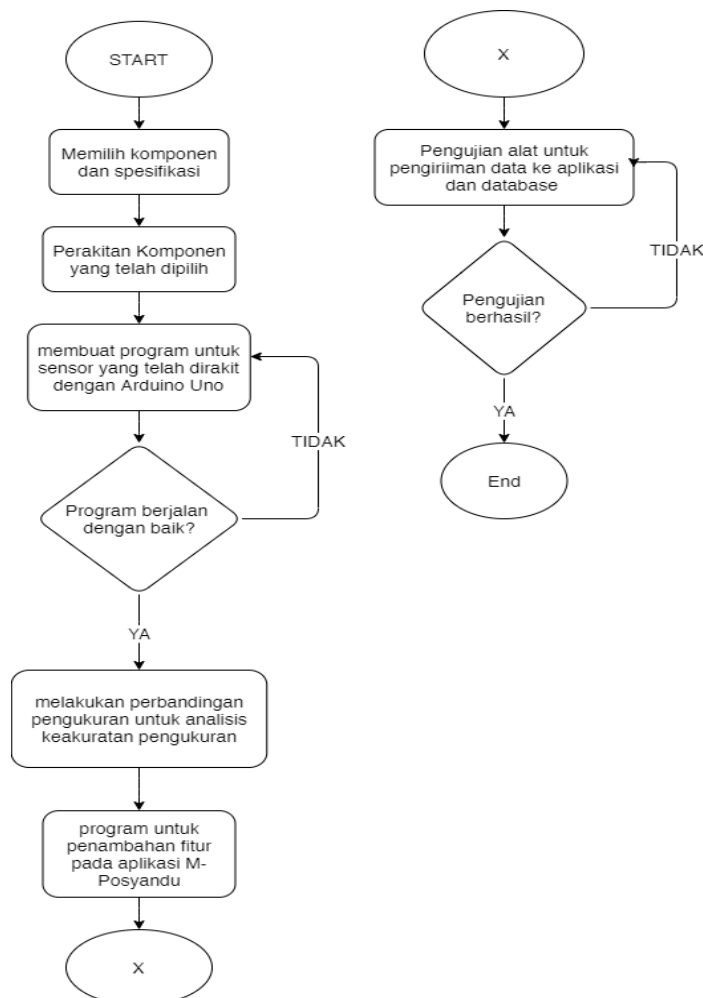 START
Memilih komponen
dan spesifikasi
Perakitan Komponen
yang telah dipilih
membuat program untuk
sensor yang telah dirakit
dengan Arduino Uno
TIDAK
Program berjalan
dengan baik?
YA
melakukan perbandingan
pengukuran untuk analisis
keakuratan pengukuran
program untuk
penambahan fitur
pada aplikasi M-
Posyandu
X
X
Pengujian alat untuk
pengiriiman data ke aplikasi
dan database
TIDAK
Pengujian
berhasil?
YA
End